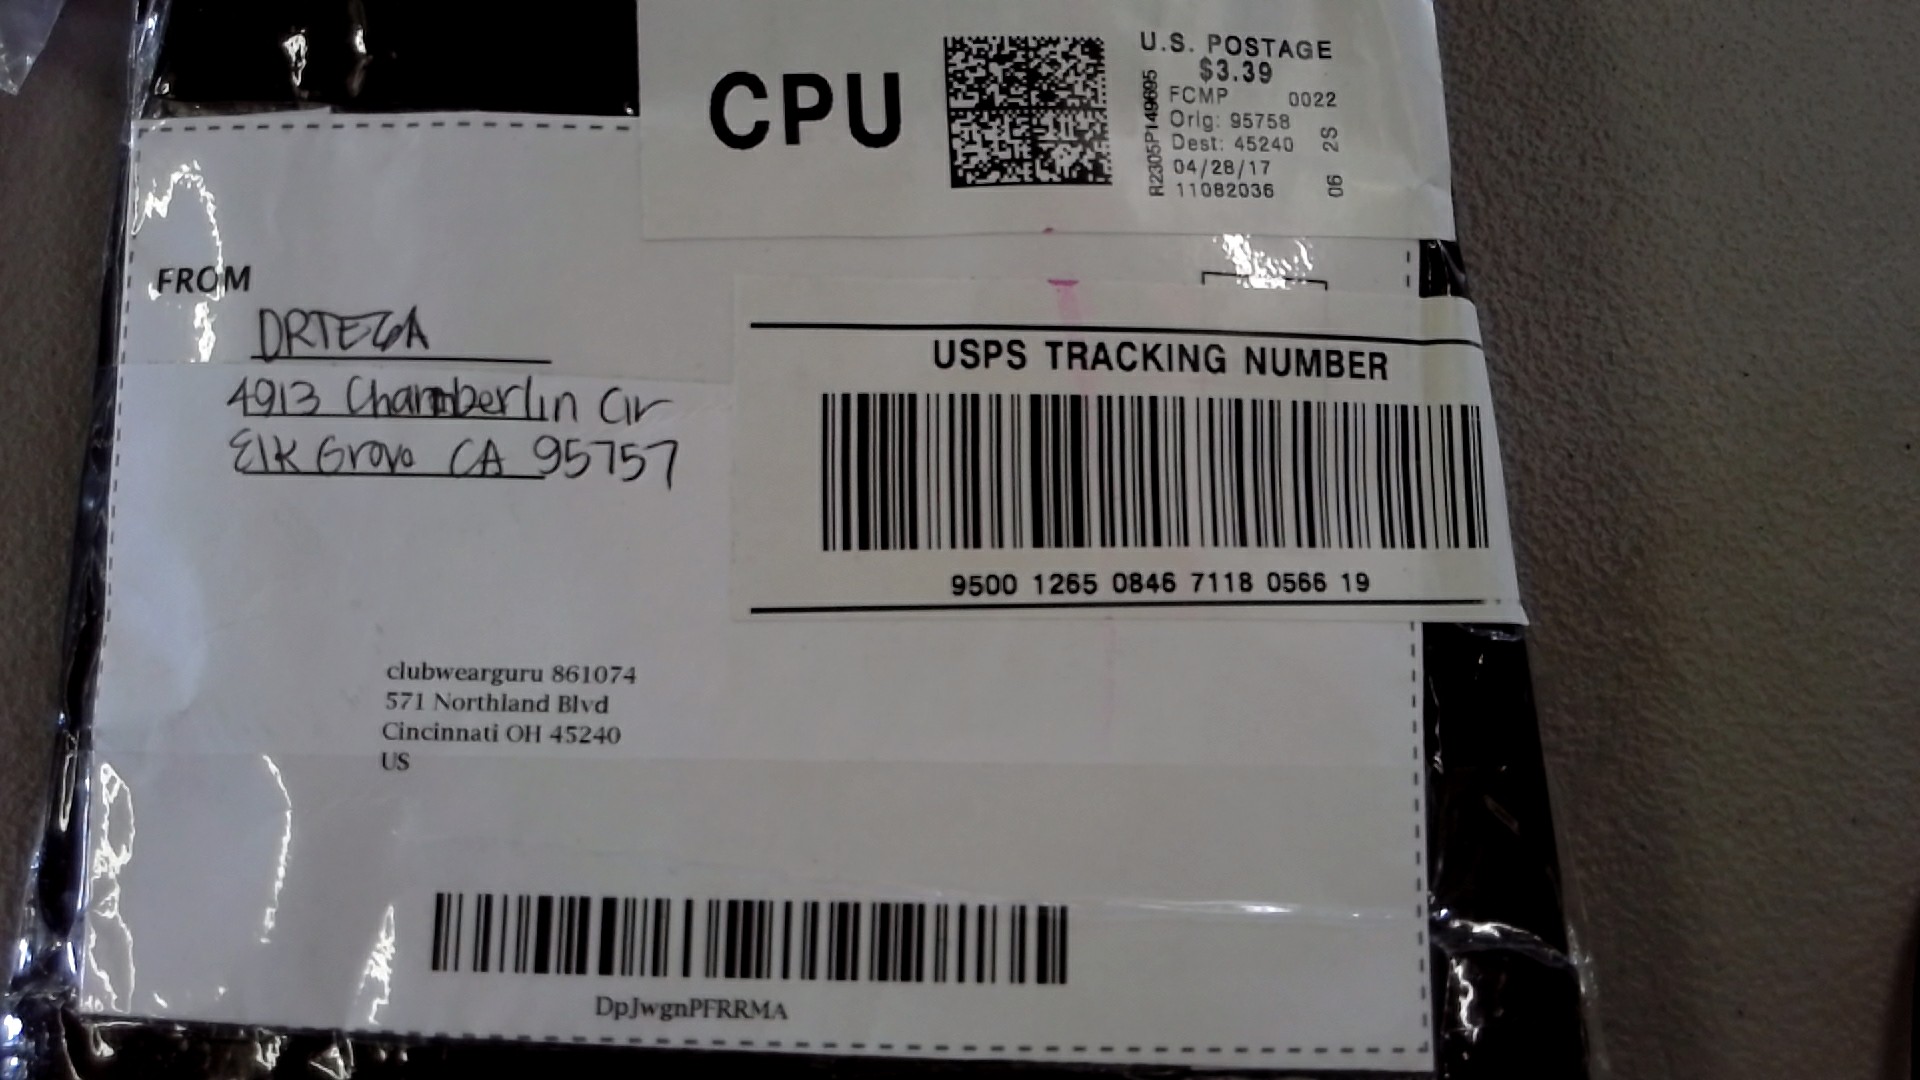 CPU
U.S. POSTAGE
$3.39
FCMP 0022
Orig: 95758
Dest: 45240
04/28/17
11082036
R2305P149695
06 2S
FROM
ORTEGA
4913 Chamberlin Cir
Elk Grove CA 95757
USPS TRACKING NUMBER
9500 1265 0846 7118 0566 19
clubwearguru 861074
571 Northland Blvd
Cincinnati OH 45240
US
DpJwgnPFRRMA